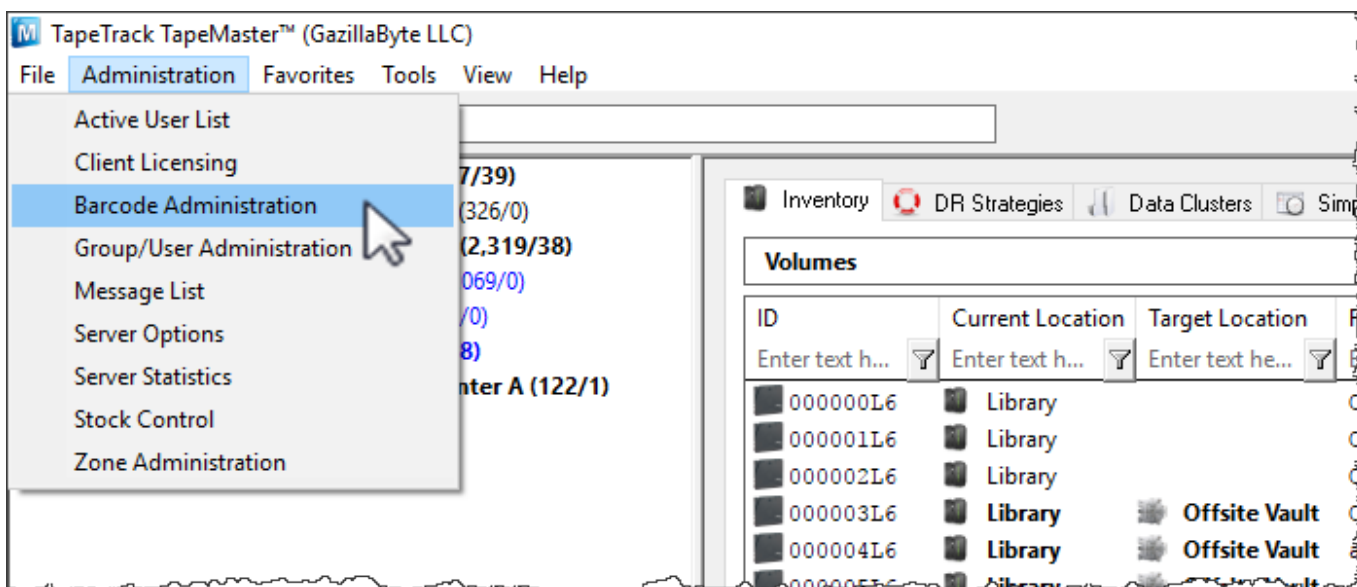 TapeTrack TapeMaster™ (GazillaByte LLC)
File Administration Favorites Tools View Help
Active User List
Client Licensing
Barcode Administration
Group/User Administration
Message List
Server Options
Server Statistics
Stock Control
Zone Administration
7/39)
(326/0)
(2,319/38)
069/0)
/0)
8)
nter A (122/1)
Inventory DR Strategies Data Clusters Simp
Volumes
ID Current Location Target Location
Enter text h... Enter text h... Enter text he...
000000L6 Library
000001L6 Library
000002L6 Library
000003L6 Library Offsite Vault
000004L6 Library Offsite Vault